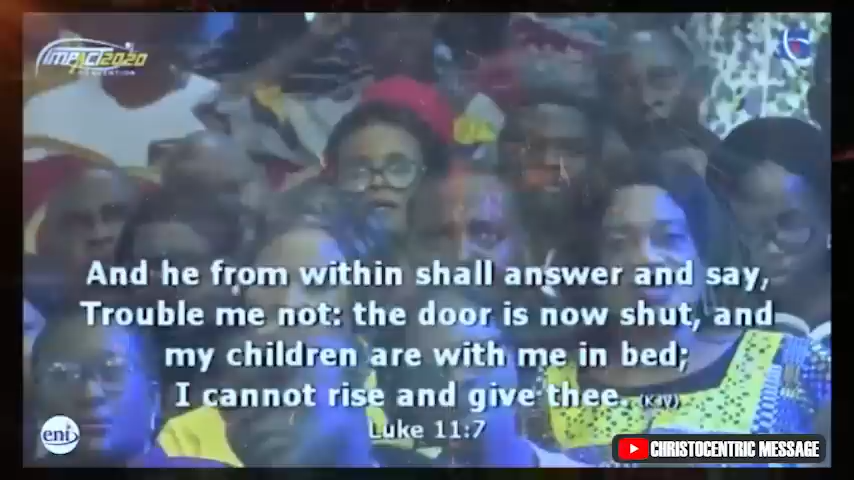 IMPACT2020
CONVENTION
And he from within shall answer and say,
Trouble me not: the door is now shut, and
my children are with me in bed;
I cannot rise and give thee. (KJV)
Luke 11:7
eni
CHRISTOCENTRIC MESSAGE